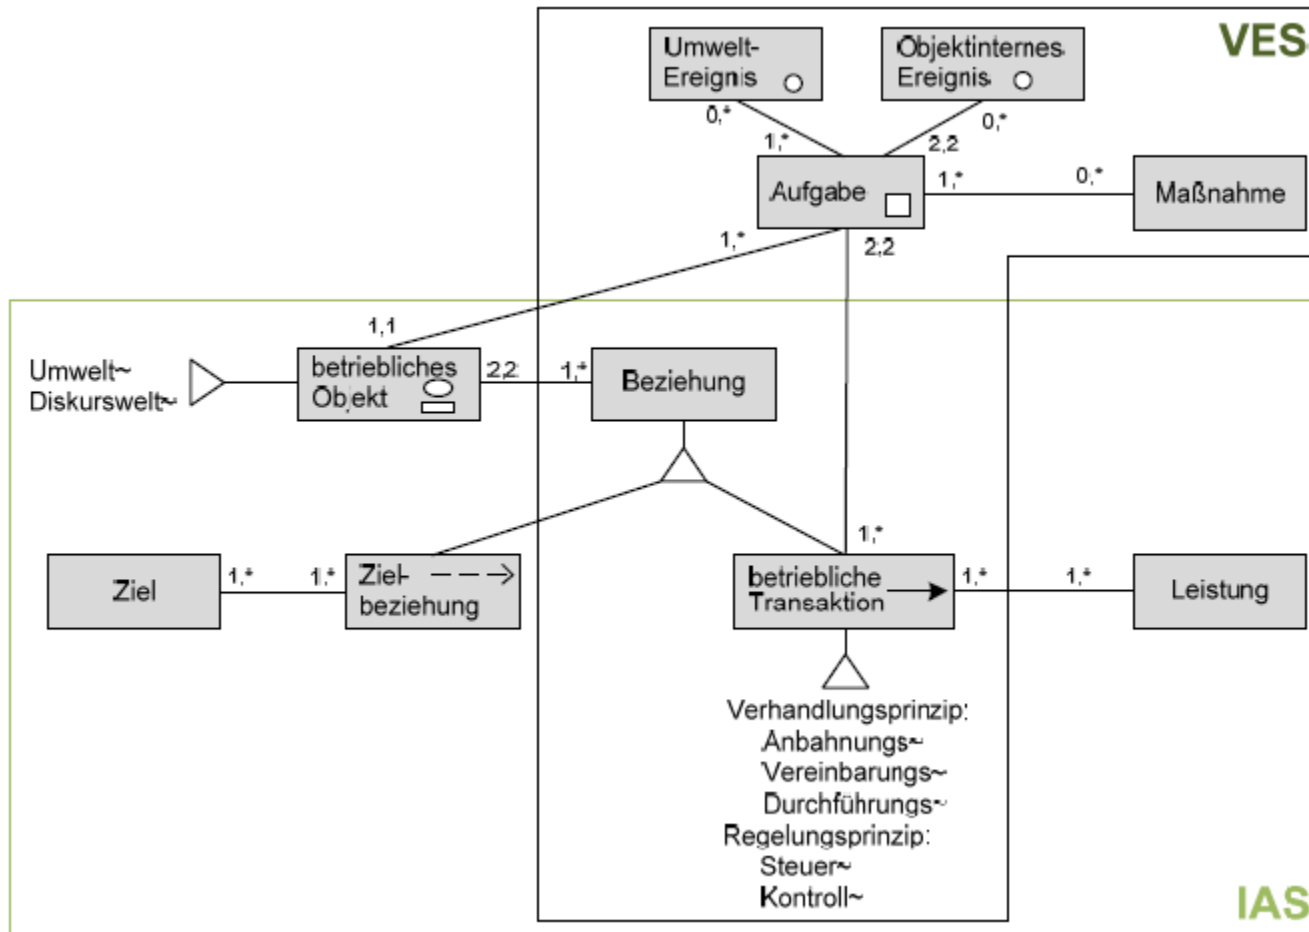 VES
Umwelt-
Ereignis
Objektinternes
Ereignis
0,*
0,*
1,*
2,2
Aufgabe
1,*
0,*
Maßnahme
1,*
2,2
1,1
Umwelt~
Diskurswelt~
betriebliches
Objekt
2,2
1,*
Beziehung
1,*
Ziel
1,*
1,*
Ziel-
beziehung
betriebliche
Transaktion
1,*
1,*
Leistung
Verhandlungsprinzip:
Anbahnungs~
Vereinbarungs~
Durchführungs~
Regelungsprinzip:
Steuer~
Kontroll~
IAS